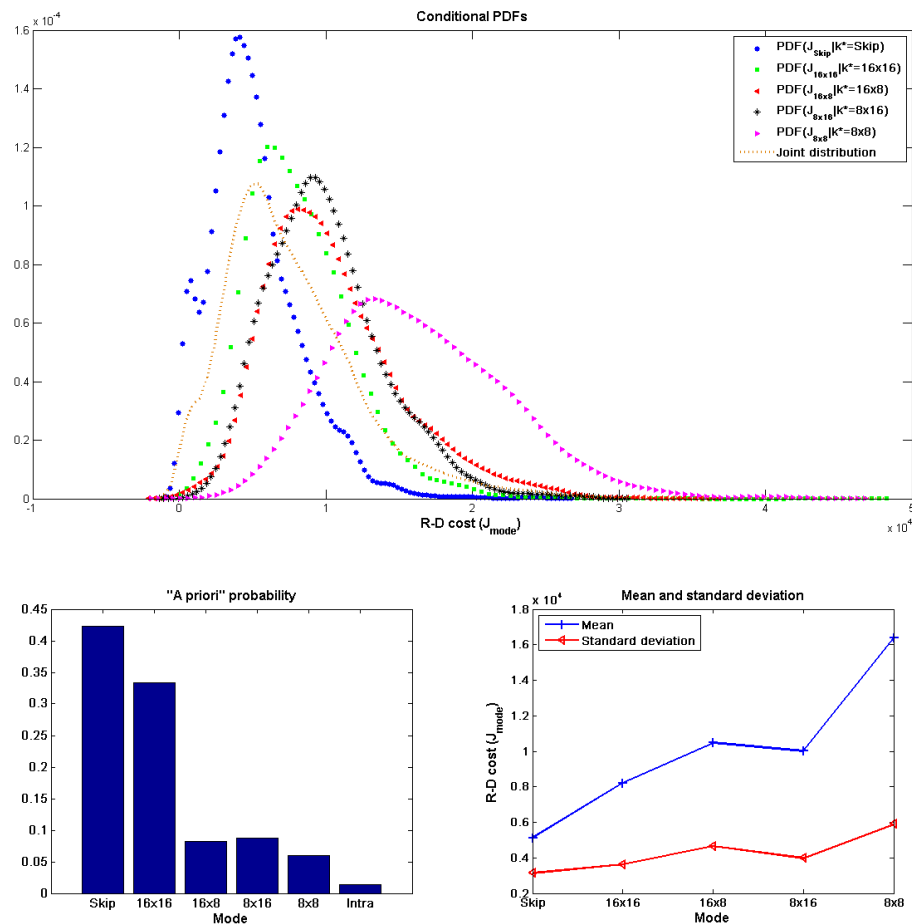 Conditional PDFs
x 10^-4
1.6
1.4
1.2
1
0.8
0.6
0.4
0.2
0
-1
0
1
2
3
4
5
x 10^4
R-D cost (J_mode)
PDF(J_Skip|k*=Skip)
PDF(J_16x16|k*=16x16)
PDF(J_16x8|k*=16x8)
PDF(J_8x16|k*=8x16)
PDF(J_8x8|k*=8x8)
Joint distribution
"A priori" probability
0.45
0.4
0.35
0.3
0.25
0.2
0.15
0.1
0.05
0
Skip 16x16 16x8 8x16 8x8 Intra
Mode
Mean and standard deviation
x 10^4
1.8
1.6
1.4
1.2
1
0.8
0.6
0.4
0.2
R-D cost (J_mode)
Mean
Standard deviation
Skip 16x16 16x8 8x16 8x8
Mode